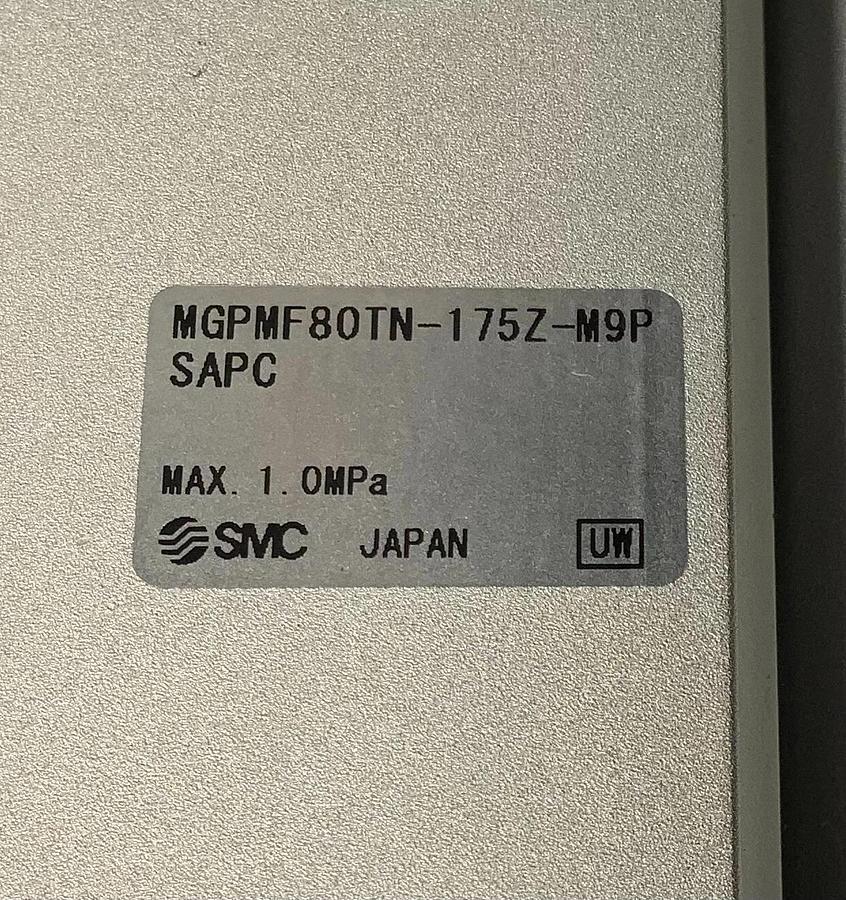 MGPMF80TN-175Z-M9P
SAPC
MAX. 1.0MPa
SMC JAPAN UW